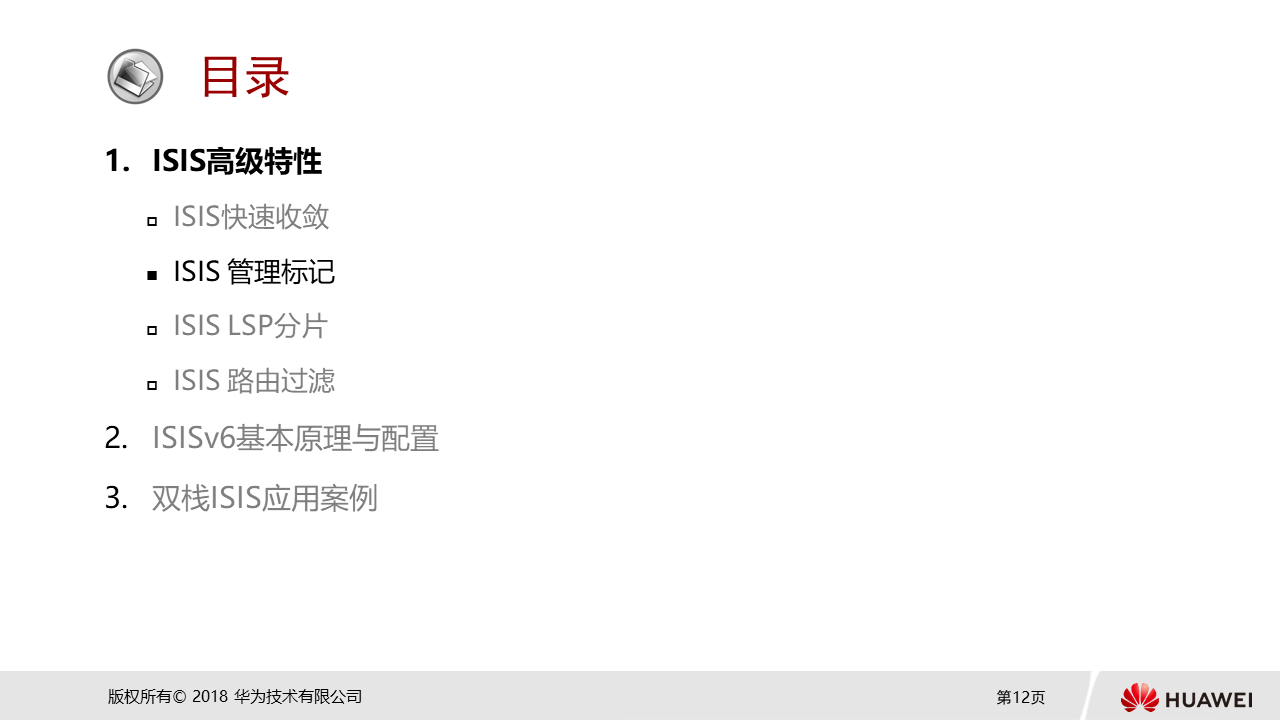 目录
1. ISIS高级特性
ISIS快速收敛
ISIS 管理标记
ISIS LSP分片
ISIS 路由过滤
2. ISISv6基本原理与配置
3. 双栈ISIS应用案例
版权所有© 2018 华为技术有限公司
第12页
HUAWEI